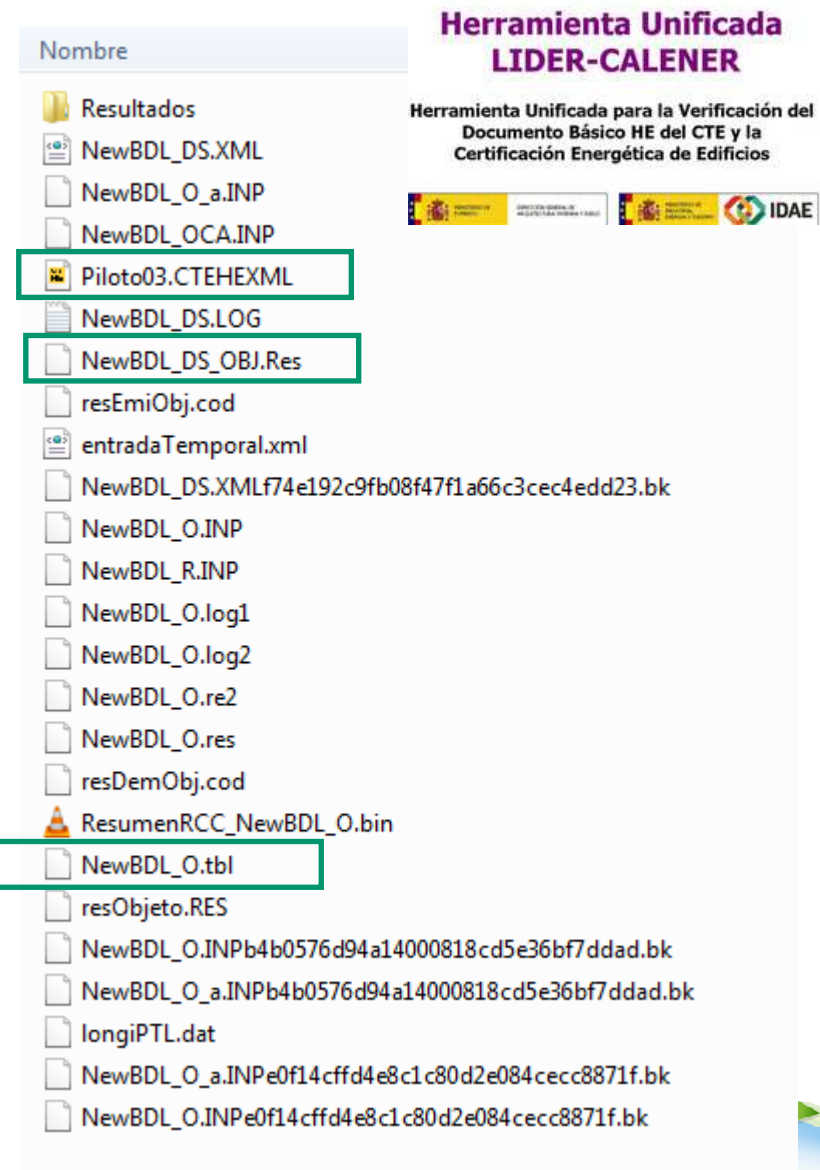 Herramienta Unificada
LIDER-CALENER
Herramienta Unificada para la Verificación del
Documento Básico HE del CTE y la
Certificación Energética de Edificios
IDAE
Nombre
Resultados
NewBDL_DS.XML
NewBDL_O_a.INP
NewBDL_OCA.INP
Piloto03.CTEHEXML
NewBDL_DS.LOG
NewBDL_DS_OBJ.Res
resEmiObj.cod
entradaTemporal.xml
NewBDL_DS.XMLf74e192c9fb08f47f1a66c3cec4edd23.bk
NewBDL_O.INP
NewBDL_R.INP
NewBDL_O.log1
NewBDL_O.log2
NewBDL_O.re2
NewBDL_O.res
resDemObj.cod
ResumenRCC_NewBDL_O.bin
NewBDL_O.tbl
resObjeto.RES
NewBDL_O.INPb4b0576d94a14000818cd5e36bf7ddad.bk
NewBDL_O_a.INPb4b0576d94a14000818cd5e36bf7ddad.bk
longiPTL.dat
NewBDL_O_a.INPe0f14cffd4e8c1c80d2e084cecc8871f.bk
NewBDL_O.INPe0f14cffd4e8c1c80d2e084cecc8871f.bk